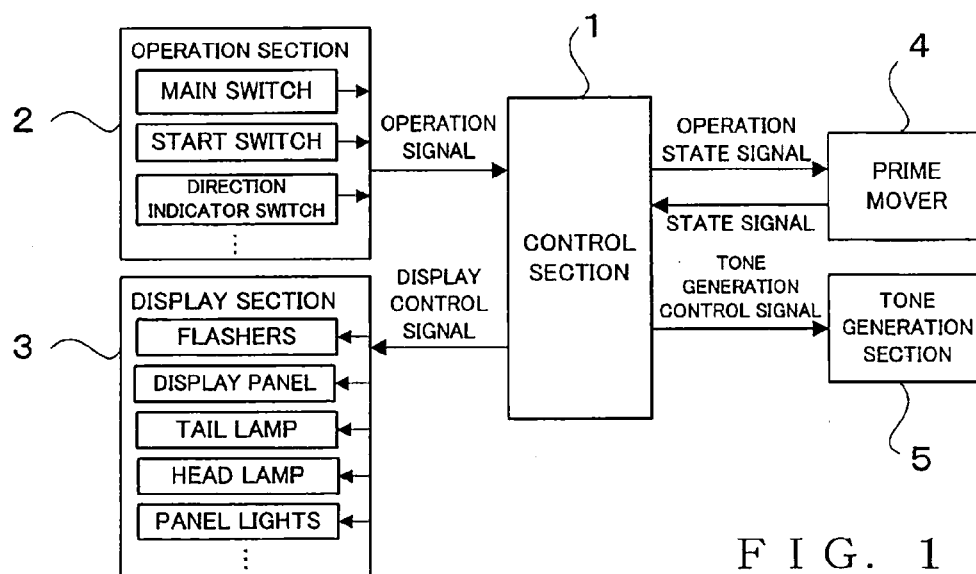 1
OPERATION SECTION
MAIN SWITCH
START SWITCH
DIRECTION
INDICATOR SWITCH
⋮
2
OPERATION
SIGNAL
DISPLAY SECTION
FLASHERS
DISPLAY PANEL
TAIL LAMP
HEAD LAMP
PANEL LIGHTS
⋮
3
DISPLAY
CONTROL
SIGNAL
CONTROL
SECTION
OPERATION
STATE SIGNAL
STATE SIGNAL
4
PRIME
MOVER
TONE
GENERATION
CONTROL SIGNAL
TONE
GENERATION
SECTION
5
FIG. 1